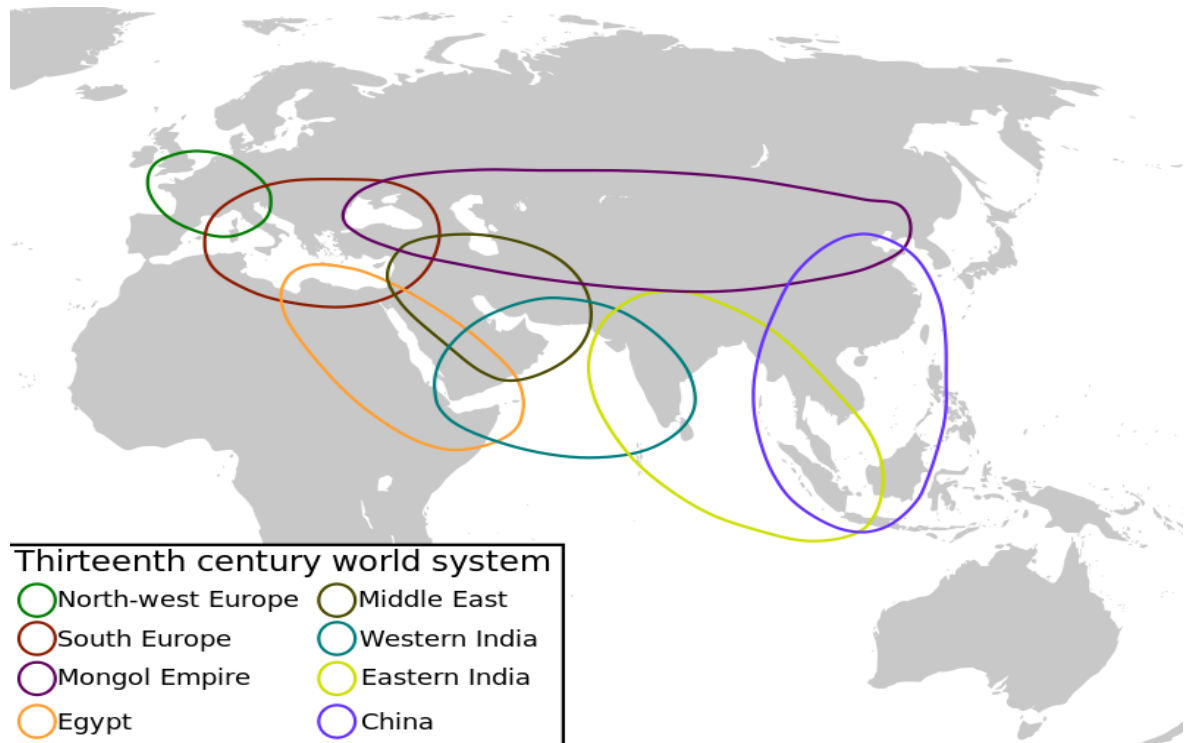 Thirteenth century world system
North-west Europe
Middle East
South Europe
Western India
Mongol Empire
Eastern India
Egypt
China